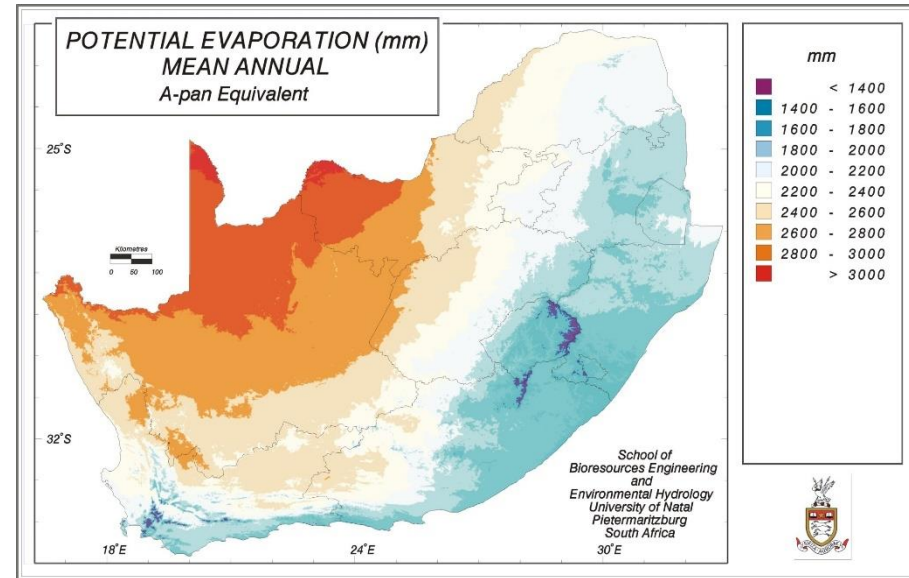 POTENTIAL EVAPORATION (mm)
MEAN ANNUAL
A-pan Equivalent
mm
< 1400
1400 - 1600
1600 - 1800
1800 - 2000
2000 - 2200
2200 - 2400
2400 - 2600
2600 - 2800
2800 - 3000
> 3000
25°S
Kilometres
0 50 100
32°S
School of
Bioresources Engineering
and
Environmental Hydrology
University of Natal
Pietermaritzburg
South Africa
18°E 24°E 30°E